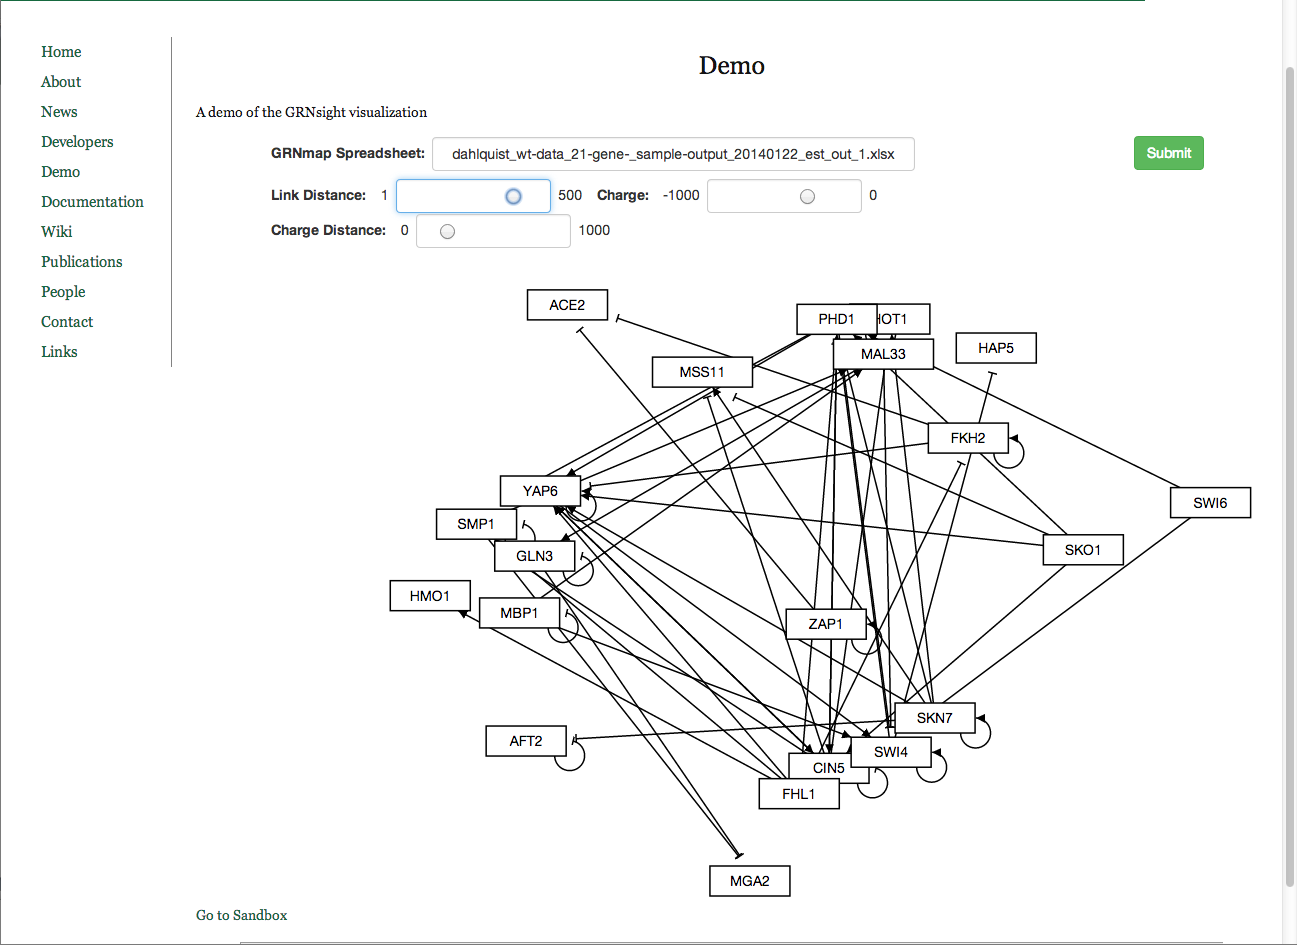 Home
About
News
Developers
Demo
Documentation
Wiki
Publications
People
Contact
Links
Demo
A demo of the GRNsight visualization
GRNmap Spreadsheet: dahlquist_wt-data_21-gene-_sample-output_20140122_est_out_1.xlsx Submit
Link Distance: 1 500 Charge: -1000 0
Charge Distance: 0 1000
ACE2
PHD1
HOT1
HAP5
MAL33
MSS11
FKH2
YAP6
SWI6
SMP1
SKO1
GLN3
HMO1
MBP1
ZAP1
SKN7
AFT2
SWI4
CIN5
FHL1
MGA2
Go to Sandbox